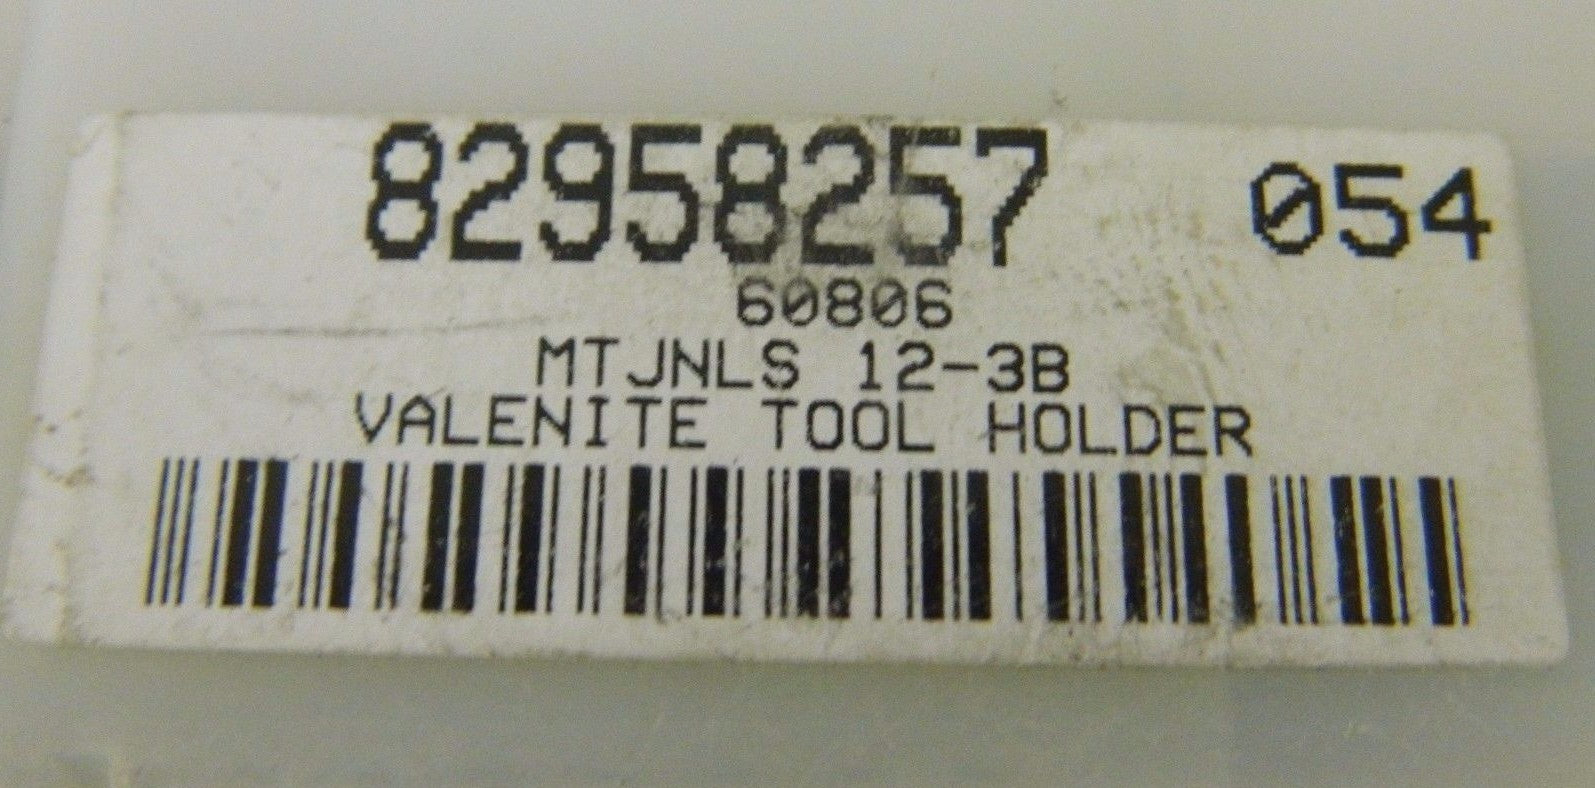 82958257 054
60806
MTJNLS 12-3B
VALENITE TOOL HOLDER